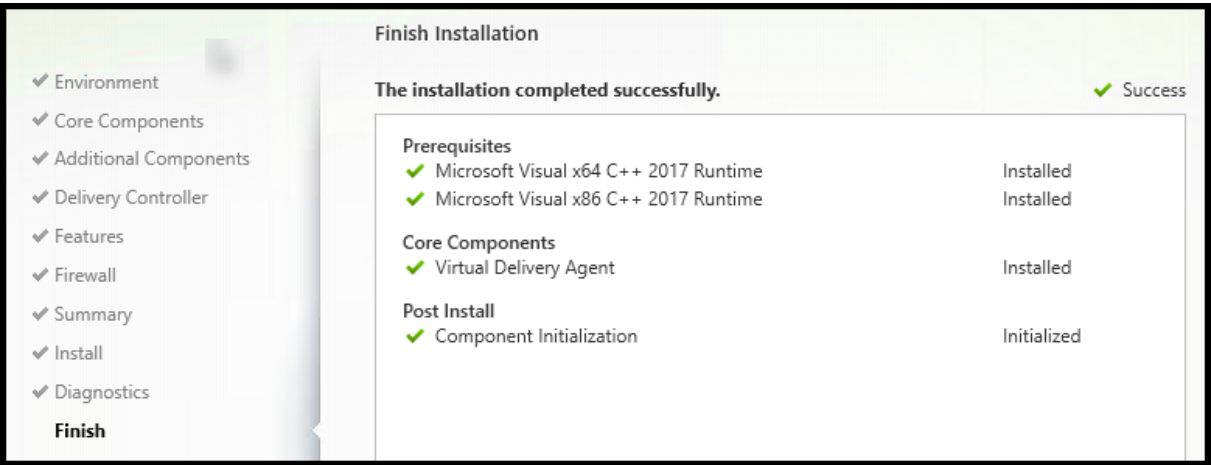 Environment
Core Components
Additional Components
Delivery Controller
Features
Firewall
Summary
Install
Diagnostics
Finish
Finish Installation
The installation completed successfully. Success
Prerequisites
Microsoft Visual x64 C++ 2017 Runtime Installed
Microsoft Visual x86 C++ 2017 Runtime Installed
Core Components
Virtual Delivery Agent Installed
Post Install
Component Initialization Initialized